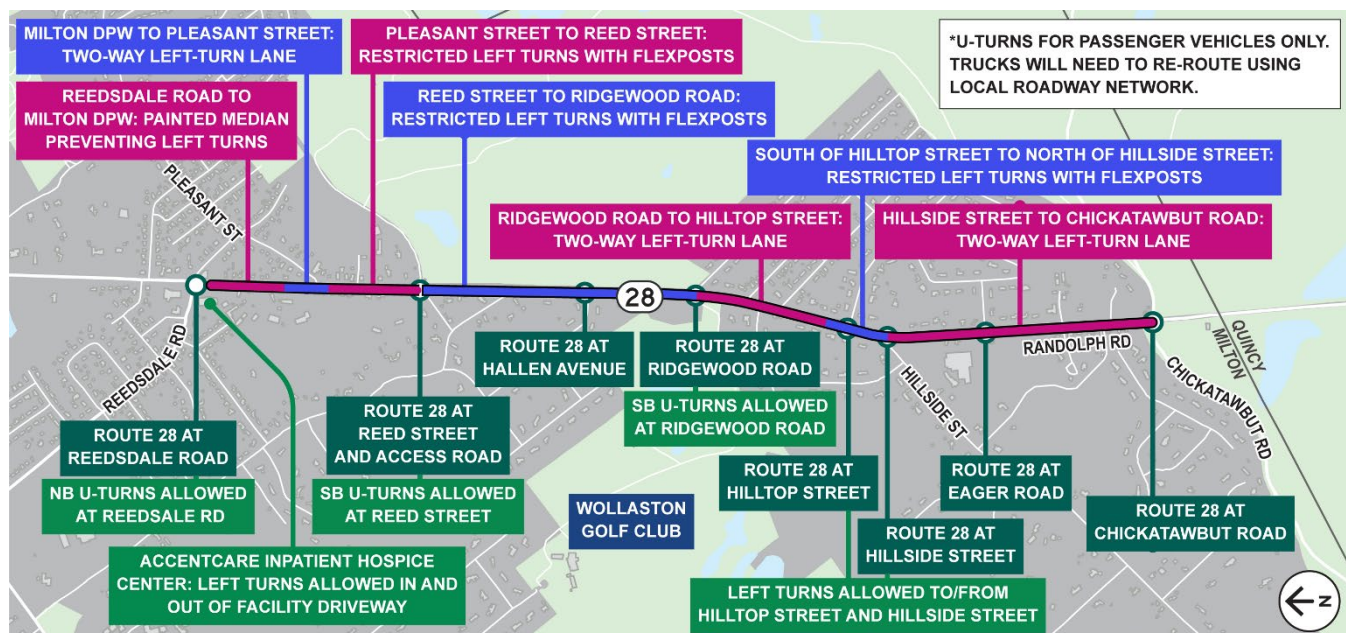 MILTON DPW TO PLEASANT STREET:
TWO-WAY LEFT-TURN LANE
PLEASANT STREET TO REED STREET:
RESTRICTED LEFT TURNS WITH FLEXPOSTS
*U-TURNS FOR PASSENGER VEHICLES ONLY.
TRUCKS WILL NEED TO RE-ROUTE USING
LOCAL ROADWAY NETWORK.
REEDSDALE ROAD TO
MILTON DPW: PAINTED MEDIAN
PREVENTING LEFT TURNS
REED STREET TO RIDGEWOOD ROAD:
RESTRICTED LEFT TURNS WITH FLEXPOSTS
SOUTH OF HILLTOP STREET TO NORTH OF HILLSIDE STREET:
RESTRICTED LEFT TURNS WITH FLEXPOSTS
RIDGEWOOD ROAD TO HILLTOP STREET:
TWO-WAY LEFT-TURN LANE
HILLSIDE STREET TO CHICKATAWBUT ROAD:
TWO-WAY LEFT-TURN LANE
PLEASANT ST
28
REEDSDALE RD
RANDOLPH RD
HILLSIDE ST
QUINCY
MILTON
CHICKATAWBUT RD
ROUTE 28 AT
REEDSDALE ROAD
NB U-TURNS ALLOWED
AT REEDSALE RD
ROUTE 28 AT
REED STREET
AND ACCESS ROAD
SB U-TURNS ALLOWED
AT REED STREET
ACCENTCARE INPATIENT HOSPICE
CENTER: LEFT TURNS ALLOWED IN AND
OUT OF FACILITY DRIVEWAY
ROUTE 28 AT
HALLEN AVENUE
ROUTE 28 AT
RIDGEWOOD ROAD
SB U-TURNS ALLOWED
AT RIDGEWOOD ROAD
WOLLASTON
GOLF CLUB
ROUTE 28 AT
HILLTOP STREET
ROUTE 28 AT
HILLSIDE STREET
LEFT TURNS ALLOWED TO/FROM
HILLTOP STREET AND HILLSIDE STREET
ROUTE 28 AT
EAGER ROAD
ROUTE 28 AT
CHICKATAWBUT ROAD
N